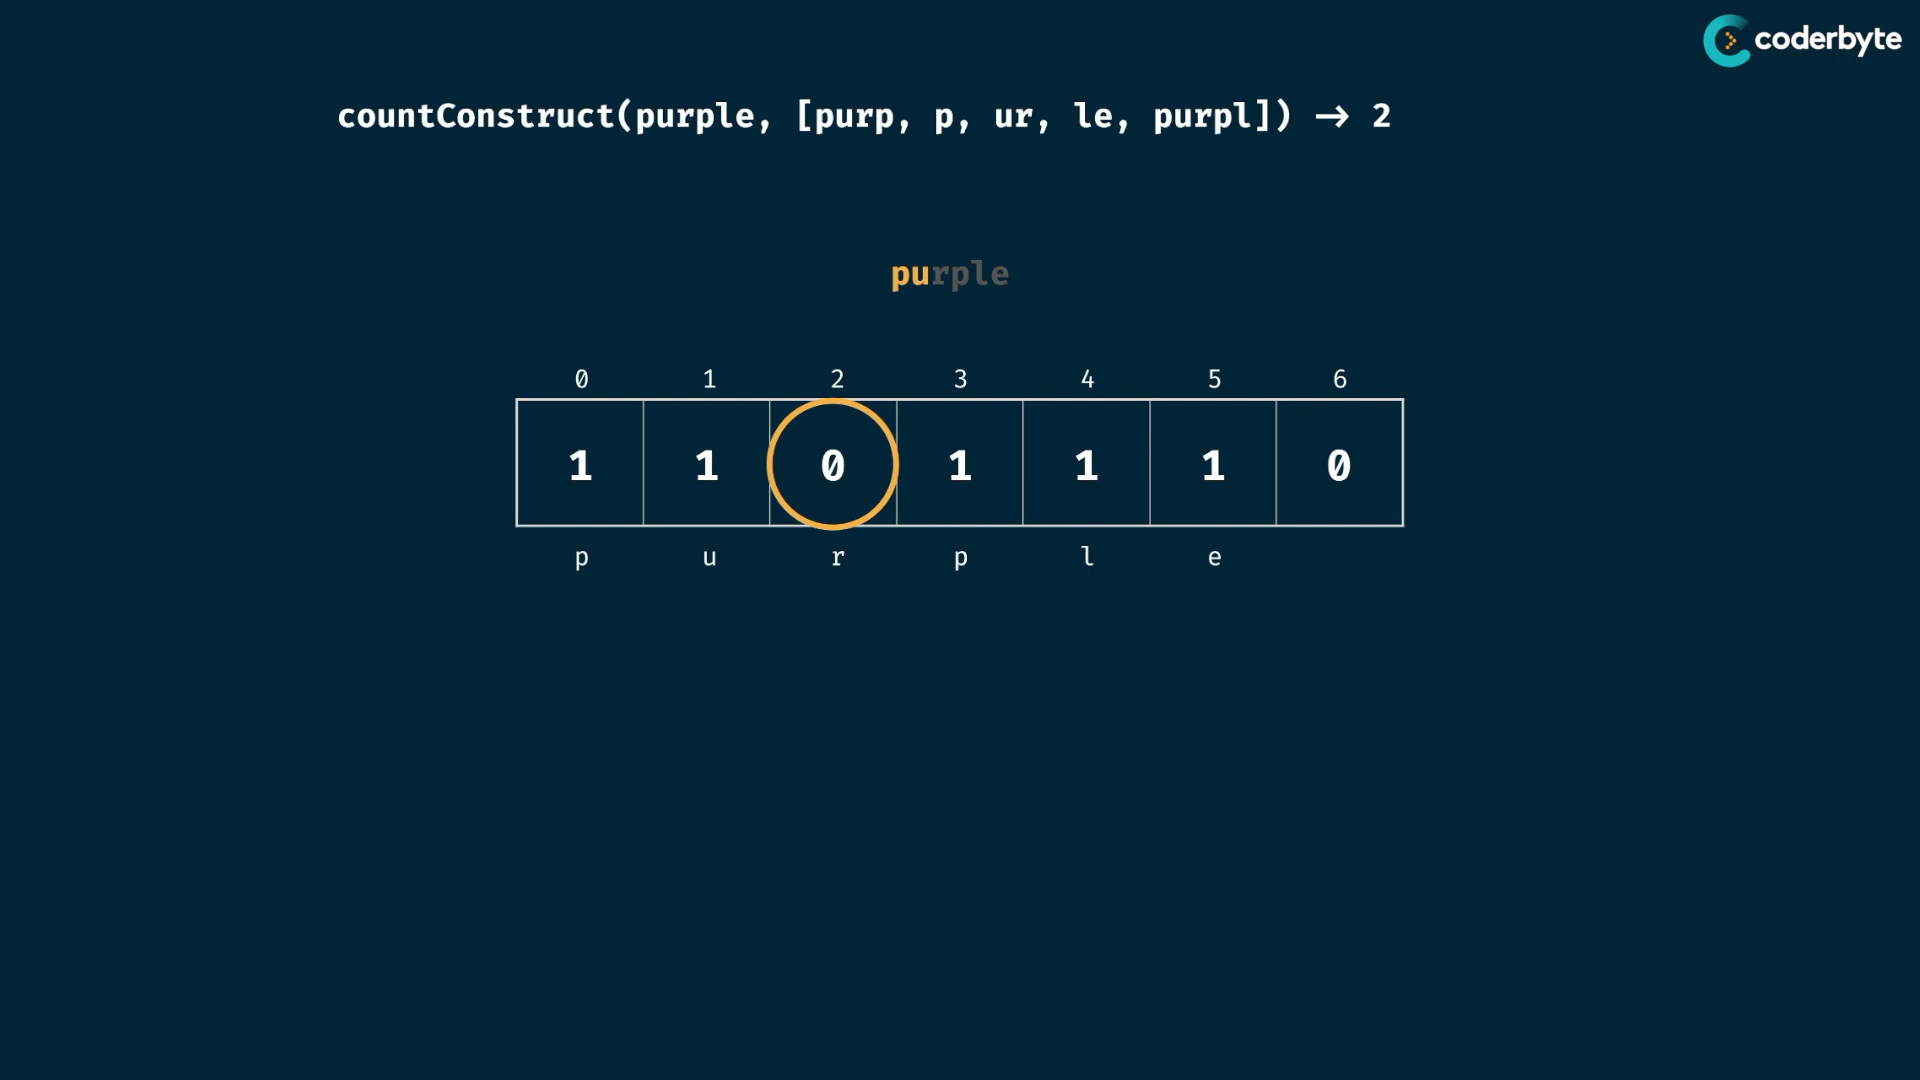 coderbyte
countConstruct(purple, [purp, p, ur, le, purpl]) → 2
purple
0 1 2 3 4 5 6
1 1 0 1 1 1 0
p u r p l e